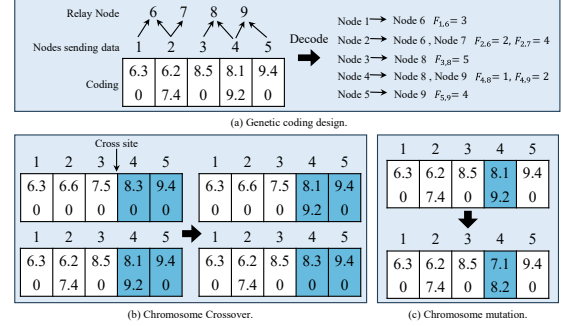 Relay Node 6 7 8 9
Nodes sending data 1 2 3 4 5
Coding
6.3 6.2 8.5 8.1 9.4
0 7.4 0 9.2 0
Decode
Node 1 Node 6 F1,6= 3
Node 2 Node 6 , Node 7 F2,6= 2, F2,7= 4
Node 3 Node 8 F3,8= 5
Node 4 Node 8 , Node 9 F4,8= 1, F4,9= 2
Node 5 Node 9 F5,9= 4
(a) Genetic coding design.
Cross site
1 2 3 4 5
6.3 6.6 7.5 8.3 9.4
0 0 0 0 0
1 2 3 4 5
6.3 6.2 8.5 8.1 9.4
0 7.4 0 9.2 0
1 2 3 4 5
6.3 6.6 7.5 8.1 9.4
0 0 0 9.2 0
1 2 3 4 5
6.3 6.2 8.5 8.3 9.4
0 7.4 0 0 0
(b) Chromosome Crossover.
1 2 3 4 5
6.3 6.2 8.5 8.1 9.4
0 7.4 0 9.2 0
1 2 3 4 5
6.3 6.2 8.5 7.1 9.4
0 7.4 0 8.2 0
(c) Chromosome mutation.